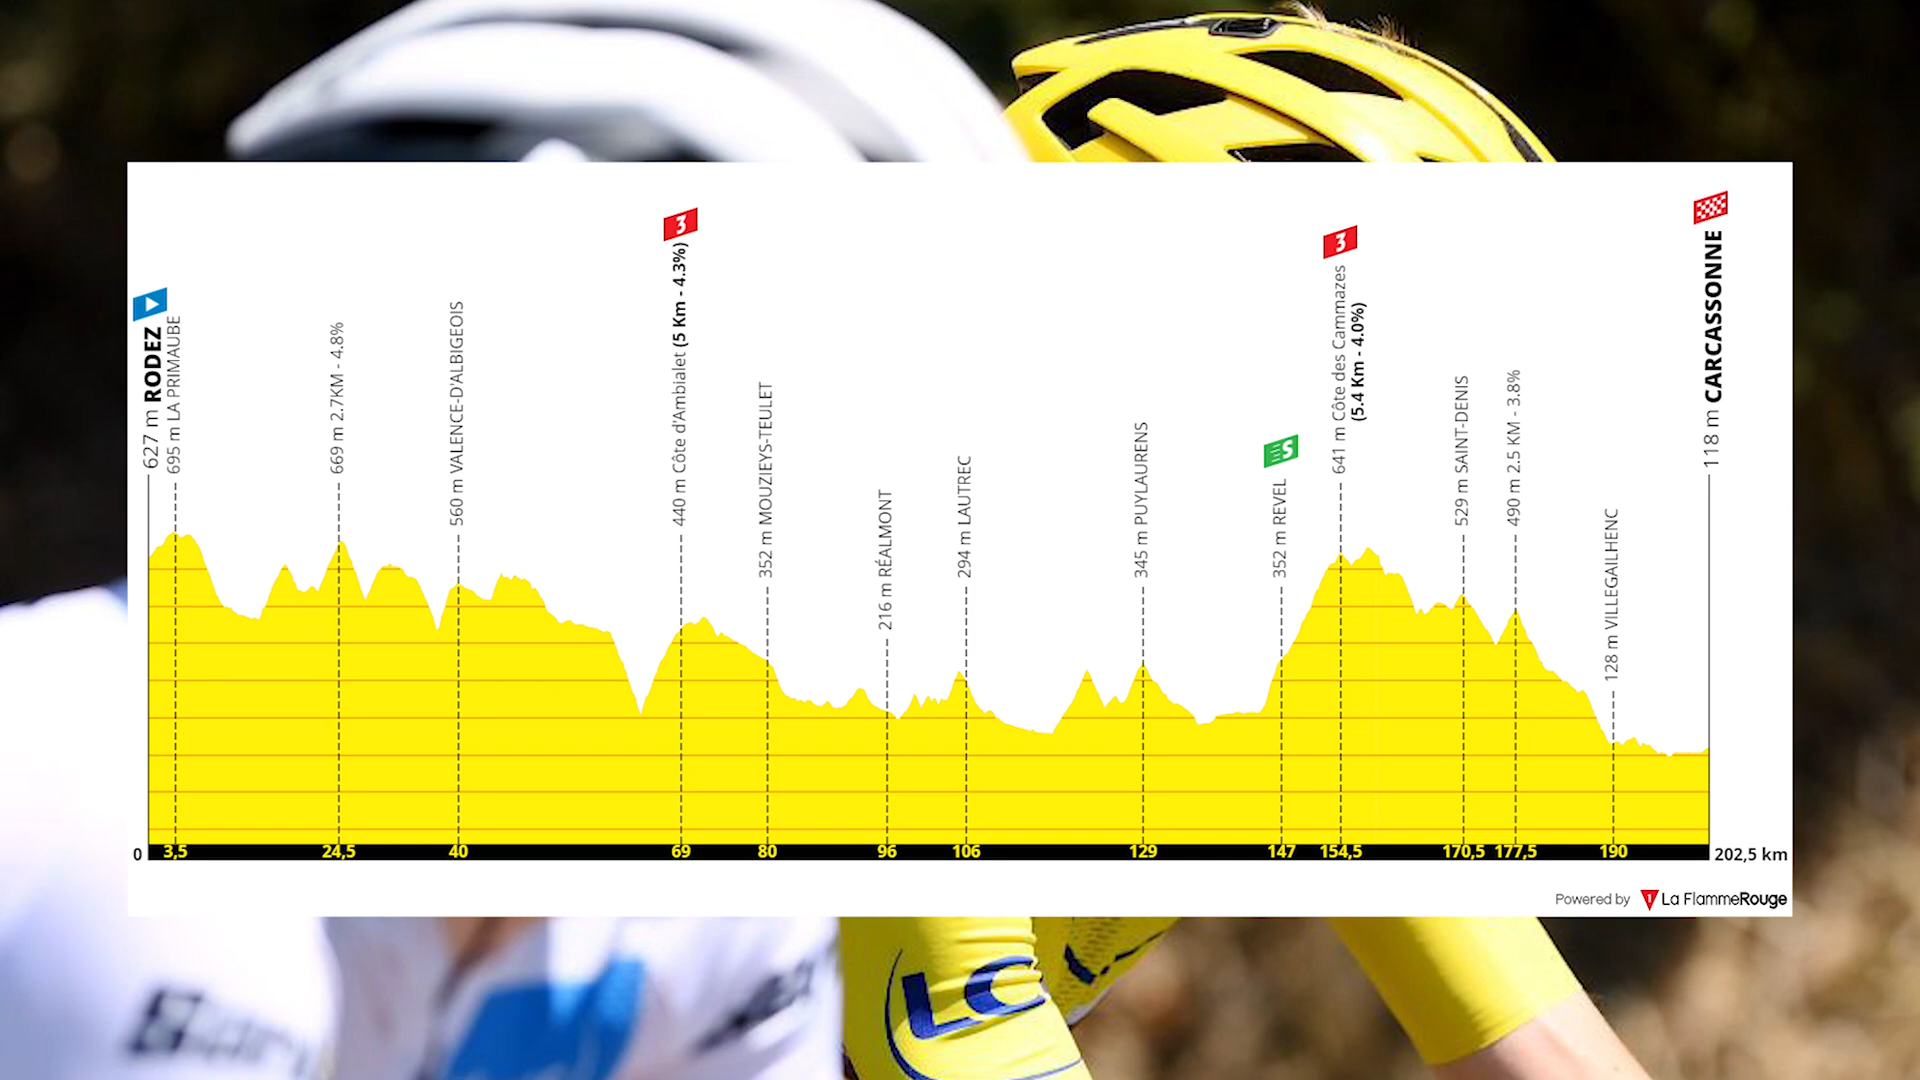 627 m RODEZ
695 m LA PRIMAUBE
669 m 2.7KM - 4.8%
560 m VALENCE-D'ALBIGEOIS
3
440 m Côte d'Ambialet (5 Km - 4.3%)
352 m MOUZIEYS-TEULET
216 m RÉALMONT
294 m LAUTREC
345 m PUYLAURENS
S
352 m REVEL
3
641 m Côte des Cammazes
(5.4 Km - 4.0%)
529 m SAINT-DENIS
490 m 2.5 KM - 3.8%
128 m VILLEGAILHENC
118 m CARCASSONNE
0 3,5 24,5 40 69 80 96 106 129 147 154,5 170,5 177,5 190 202,5 km
Powered by 1 La FlammeRouge
LC